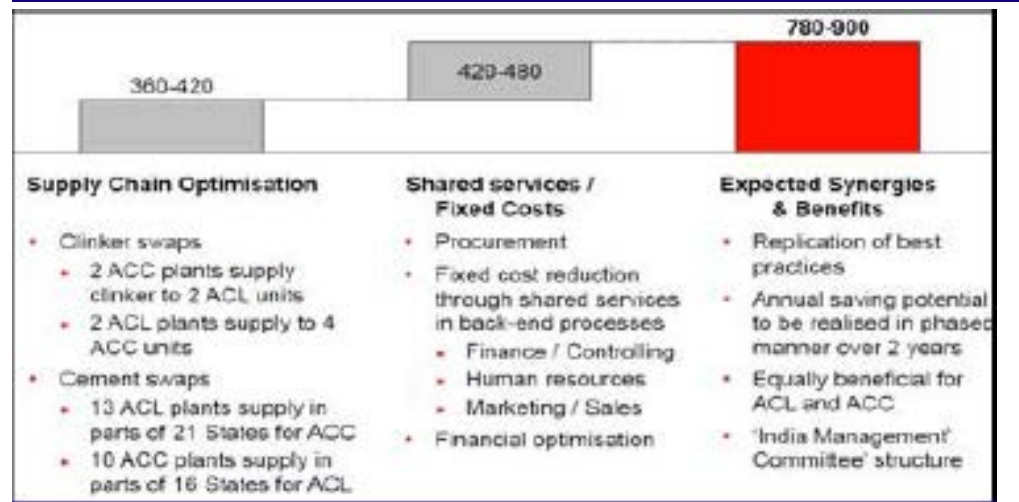 360-420
420-480
780-900
Supply Chain Optimisation
• Clinker swaps
• 2 ACC plants supply
clinker to 2 ACL units
• 2 ACL plants supply to 4
ACC units
• Cement swaps
• 13 ACL plants supply in
parts of 21 States for ACC
• 10 ACC plants supply in
parts of 16 States for ACL
Shared services /
Fixed Costs
• Procurement
• Fixed cost reduction
through shared services
in back-end processes
• Finance / Controlling
• Human resources
• Marketing / Sales
• Financial optimisation
Expected Synergies
& Benefits
• Replication of best
practices
• Annual saving potential
to be realised in phased
manner over 2 years
• Equally beneficial for
ACL and ACC
• 'India Management
Committee' structure